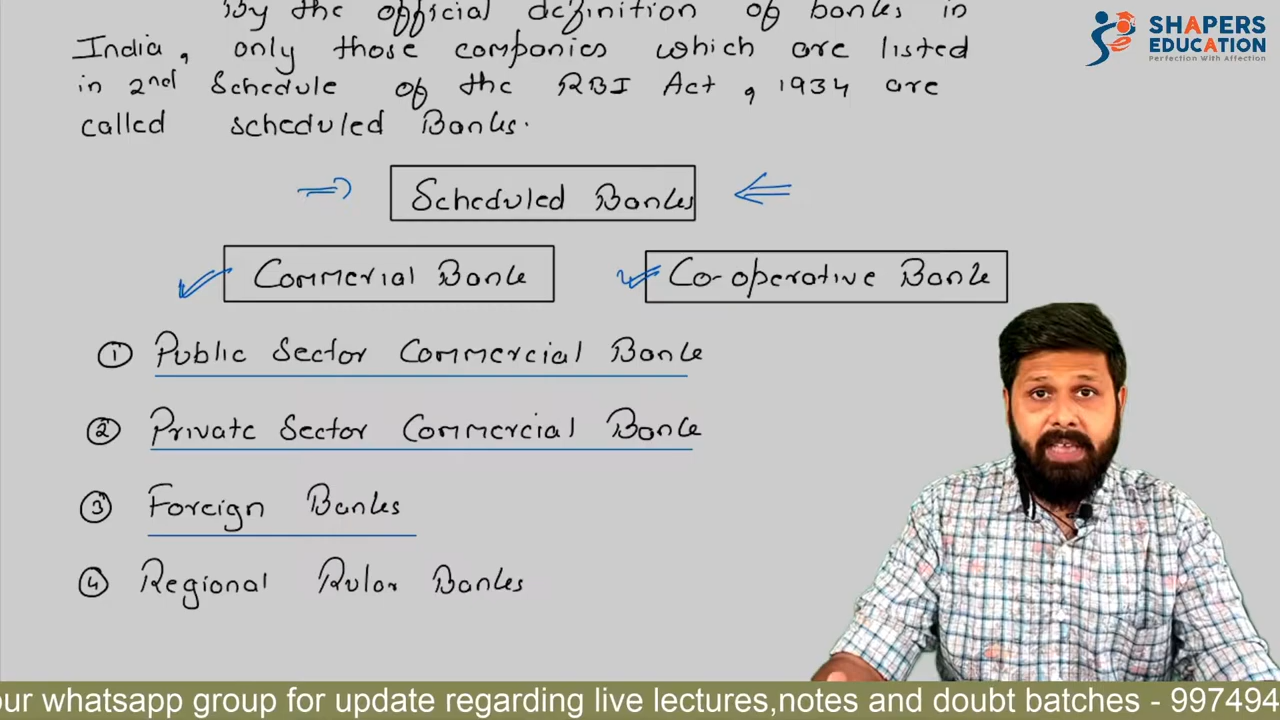 By the official definition of banks in
India, only those companies which are listed
in 2nd Schedule of the RBI Act, 1934 are
called scheduled Banks.
⇒ Scheduled Banks ⇐
Commerial Bank
Co-operative Bank
① Public Sector Commercial Bank
② Private Sector Commercial Bank
③ Foreign Banks
④ Regional Rular Banks
SHAPERS
EDUCATION
Perfection With Affection
our whatsapp group for update regarding live lectures,notes and doubt batches - 997494